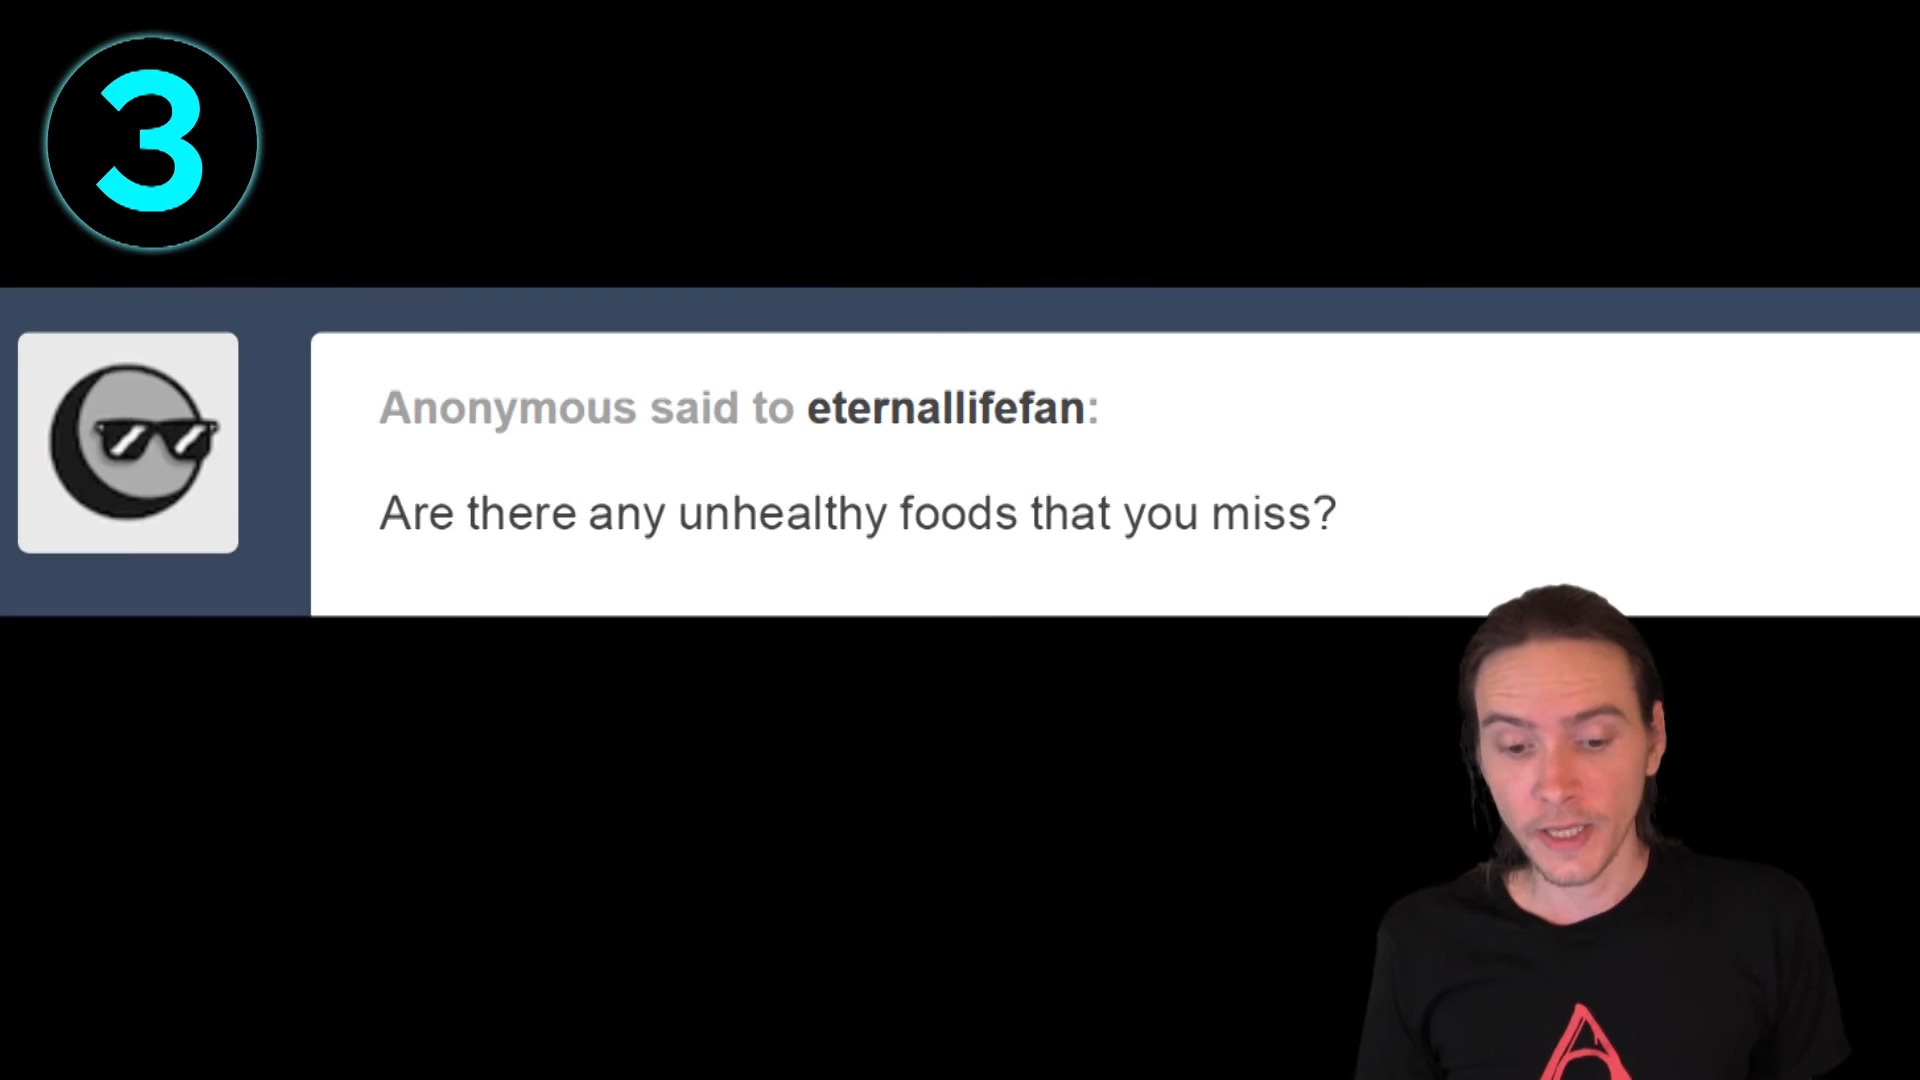 3
Anonymous said to eternallifefan:
Are there any unhealthy foods that you miss?